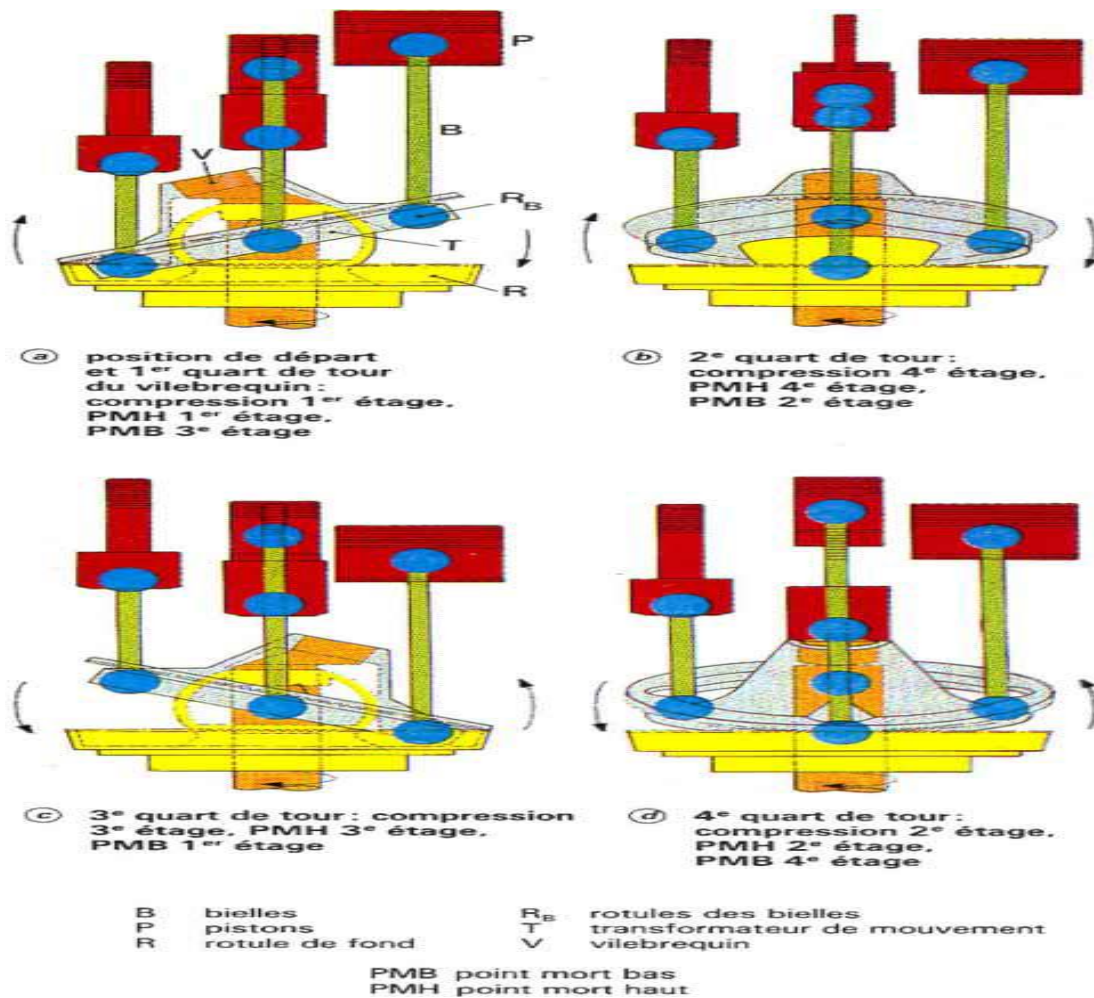 P
B
V
R_B
T
R
ⓐ position de départ
et 1er quart de tour
du vilebrequin :
compression 1er étage,
PMH 1er étage,
PMB 3e étage
ⓑ 2e quart de tour :
compression 4e étage,
PMH 4e étage,
PMB 2e étage
ⓒ 3e quart de tour : compression
3e étage, PMH 3e étage,
PMB 1er étage
ⓓ 4e quart de tour :
compression 2e étage,
PMH 2e étage,
PMB 4e étage
B bielles
P pistons
R rotule de fond
R_B rotules des bielles
T transformateur de mouvement
V vilebrequin
PMB point mort bas
PMH point mort haut